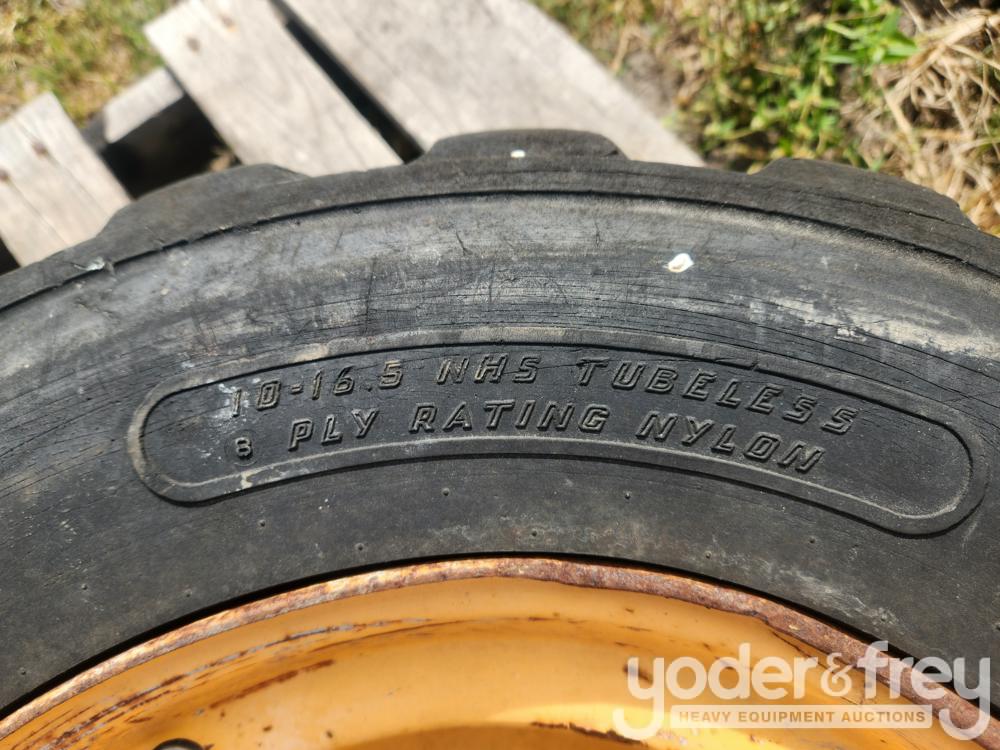 10-16.5 NHS TUBELESS
8 PLY RATING NYLON
yoder&frey
HEAVY EQUIPMENT AUCTIONS